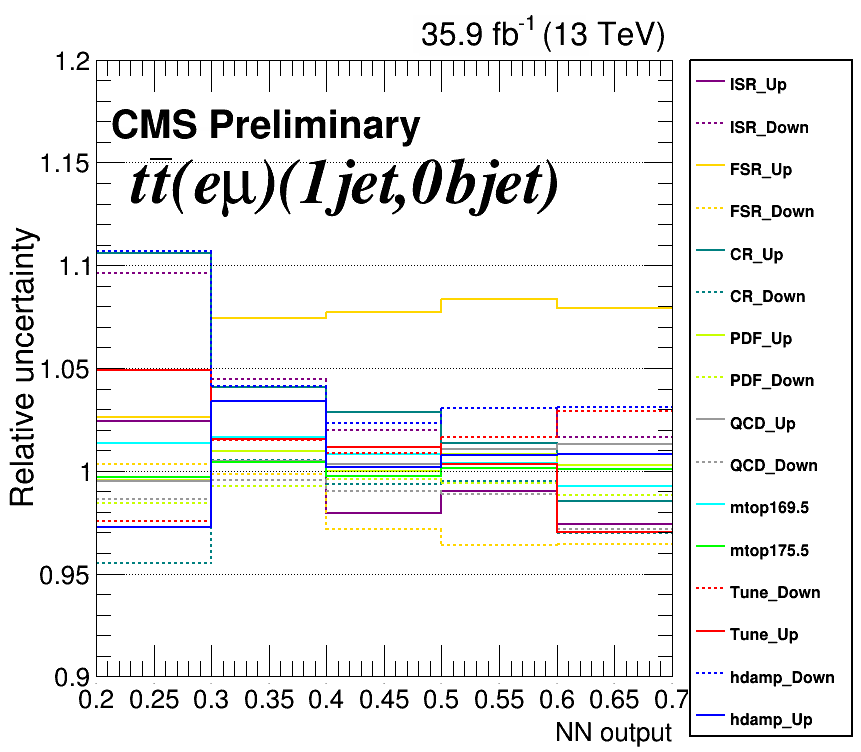 35.9 fb-1 (13 TeV)
CMS Preliminary
tt̅(eμ)(1jet,0bjet)
Relative uncertainty
1.2
1.15
1.1
1.05
1
0.95
0.9
0.2 0.25 0.3 0.35 0.4 0.45 0.5 0.55 0.6 0.65 0.7
NN output
ISR_Up
ISR_Down
FSR_Up
FSR_Down
CR_Up
CR_Down
PDF_Up
PDF_Down
QCD_Up
QCD_Down
mtop169.5
mtop175.5
Tune_Down
Tune_Up
hdamp_Down
hdamp_Up